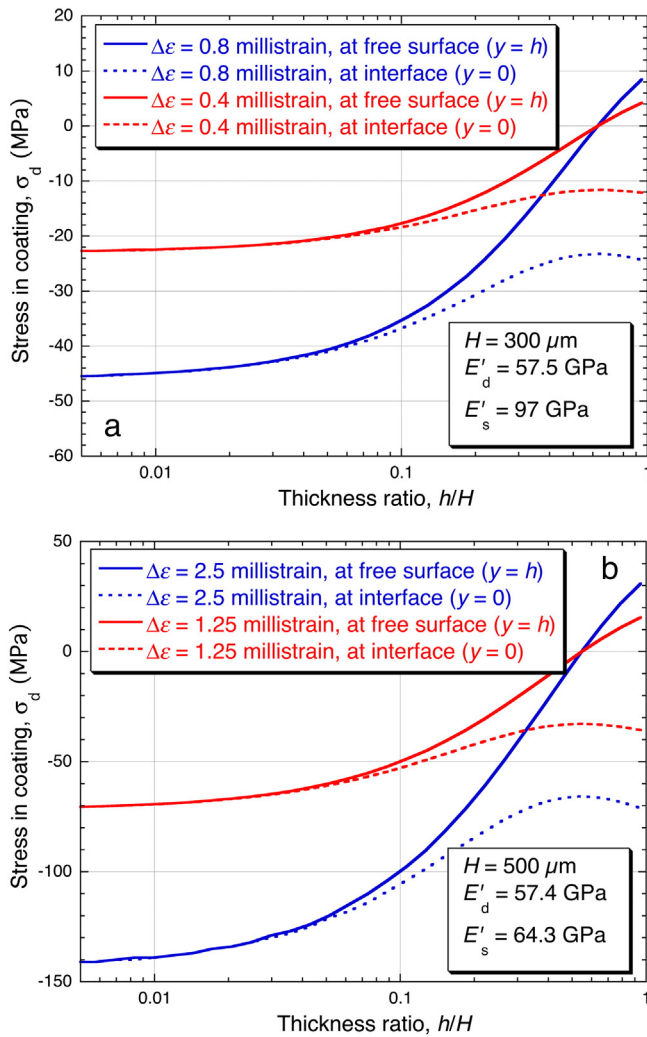 20
10
0
-10
-20
-30
-40
-50
-60
Stress in coating, σd (MPa)
Δε = 0.8 millistrain, at free surface (y = h)
Δε = 0.8 millistrain, at interface (y = 0)
Δε = 0.4 millistrain, at free surface (y = h)
Δε = 0.4 millistrain, at interface (y = 0)
H = 300 µm
E′d = 57.5 GPa
E′s = 97 GPa
a
0.01 0.1 1
Thickness ratio, h/H
50
0
-50
-100
-150
Stress in coating, σd (MPa)
Δε = 2.5 millistrain, at free surface (y = h)
Δε = 2.5 millistrain, at interface (y = 0)
Δε = 1.25 millistrain, at free surface (y = h)
Δε = 1.25 millistrain, at interface (y = 0)
b
H = 500 µm
E′d = 57.4 GPa
E′s = 64.3 GPa
0.01 0.1 1
Thickness ratio, h/H